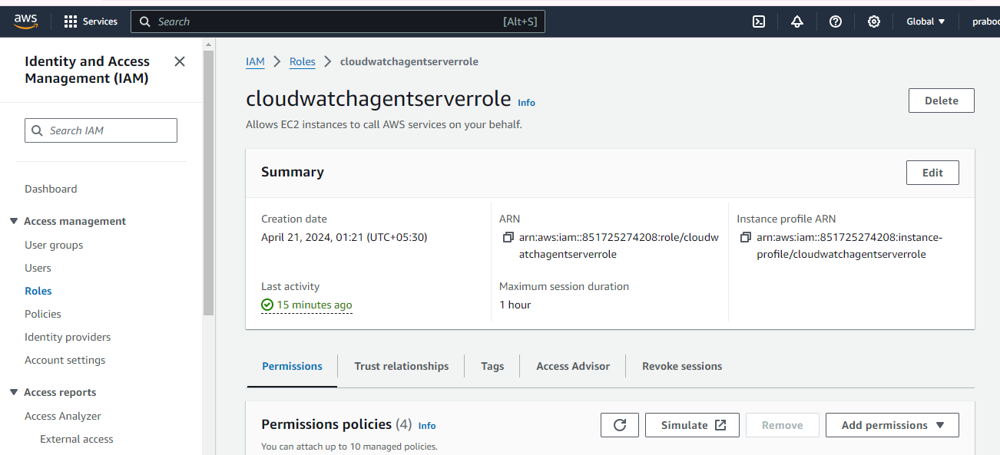 aws
Services
Search
[Alt+S]
Global
Identity and Access
Management (IAM)
Search IAM
Dashboard
Access management
User groups
Users
Roles
Policies
Identity providers
Account settings
Access reports
Access Analyzer
External access
IAM
Roles
cloudwatchagentserverrole
cloudwatchagentserverrole Info
Delete
Allows EC2 instances to call AWS services on your behalf.
Summary
Edit
Creation date
April 21, 2024, 01:21 (UTC+05:30)
ARN
arn:aws:iam::851725274208:role/cloudw
atchagentserverrole
Instance profile ARN
arn:aws:iam::851725274208:instance-
profile/cloudwatchagentserverrole
Last activity
15 minutes ago
Maximum session duration
1 hour
Permissions
Trust relationships
Tags
Access Advisor
Revoke sessions
Permissions policies (4) Info
Simulate
Remove
Add permissions
You can attach up to 10 managed policies.